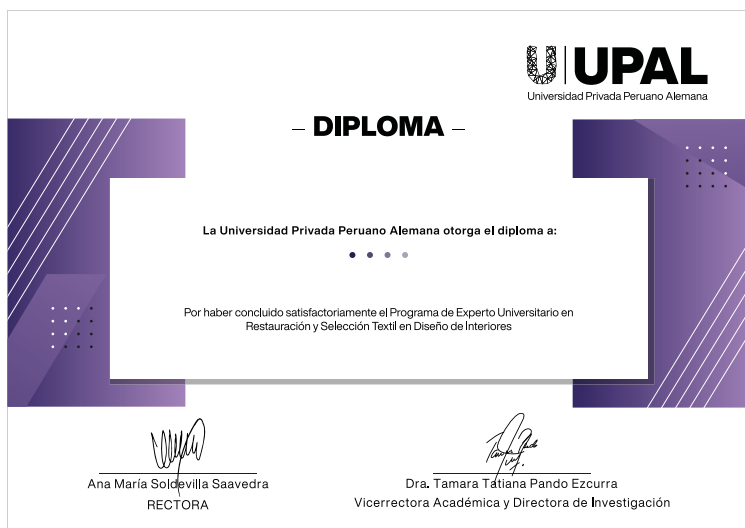 UPAL
Universidad Privada Peruano Alemana
– DIPLOMA –
La Universidad Privada Peruano Alemana otorga el diploma a:
Por haber concluido satisfactoriamente el Programa de Experto Universitario en
Restauración y Selección Textil en Diseño de Interiores
Ana María Soldevilla Saavedra
RECTORA
Dra. Tamara Tatiana Pando Ezcurra
Vicerrectora Académica y Directora de Investigación